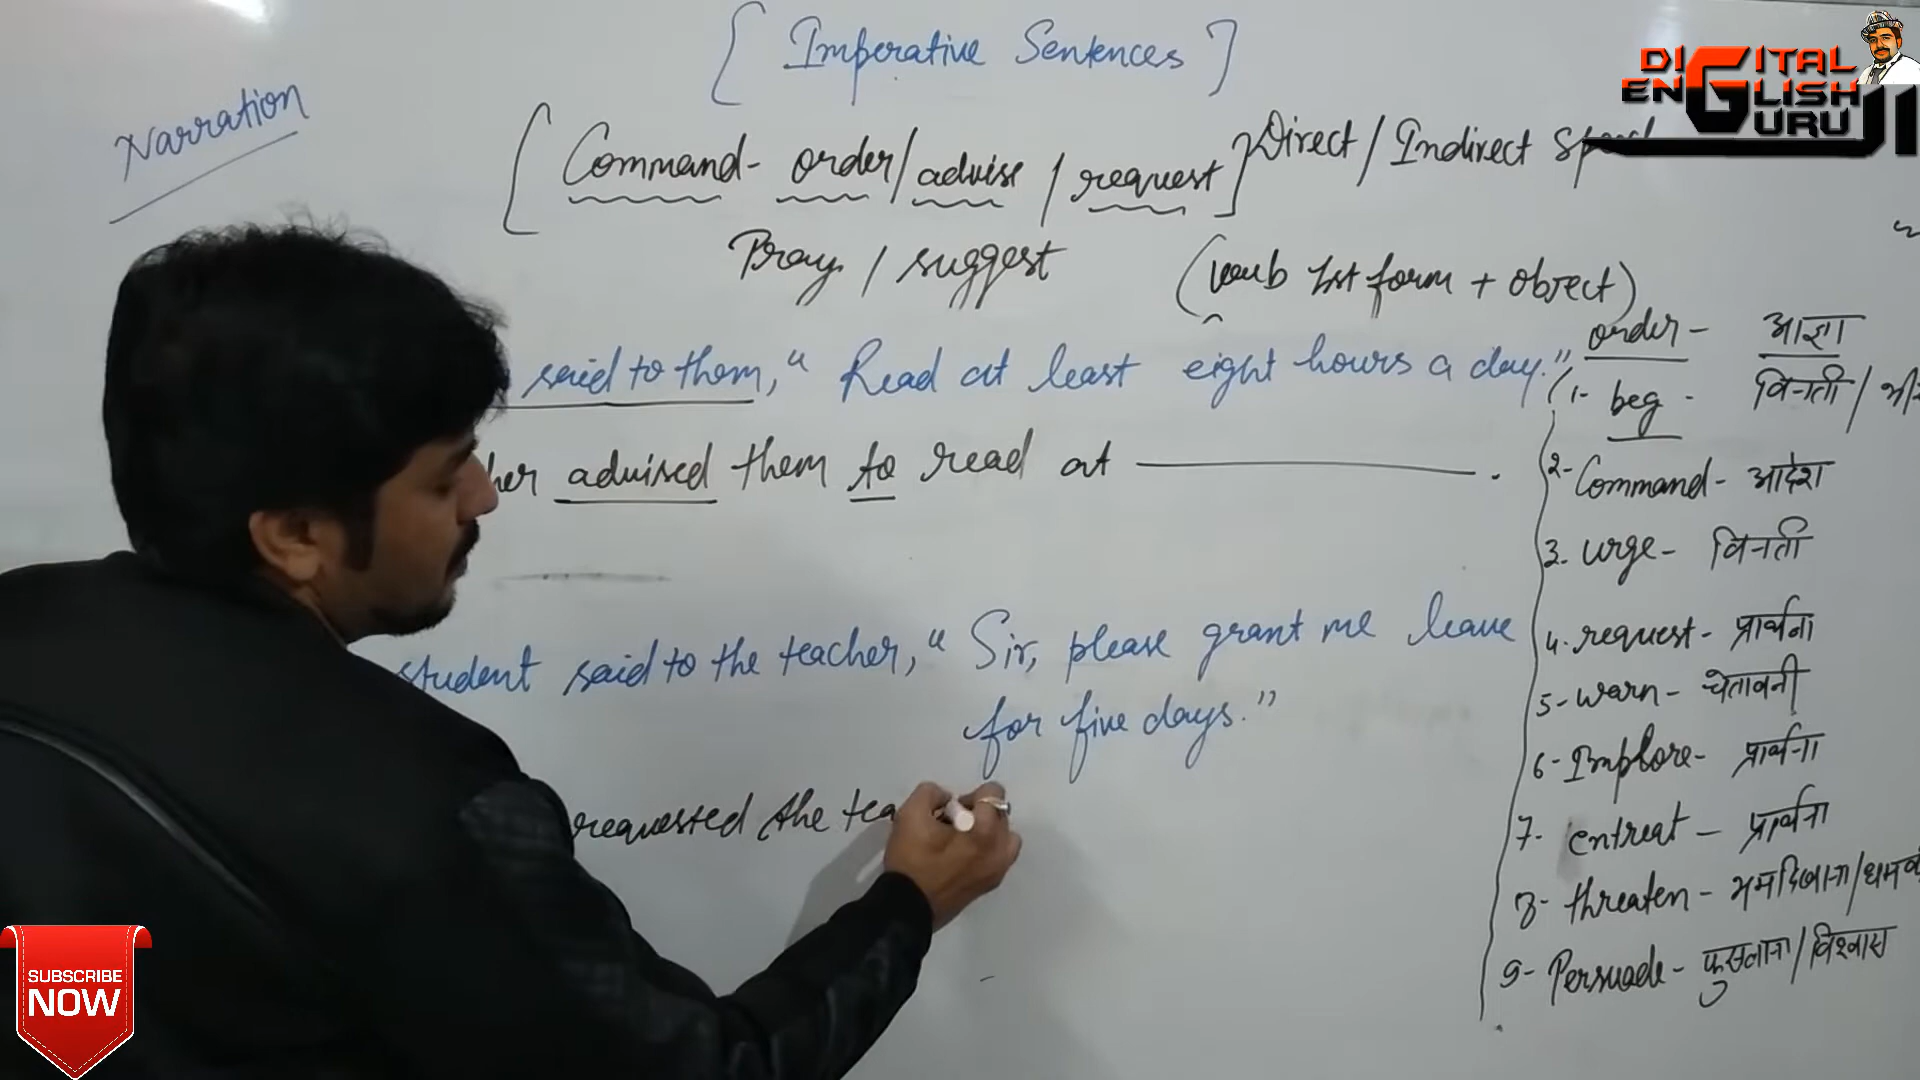 [ Imperative Sentences ]
DIGITAL
ENGLISH
GURU JI
Narration
[ Command- order/ advise / request ] Direct / Indirect
Pray / suggest
(verb Ist form + object)
said to them, “ Read at least eight hours a day.”
her advised them to read at ———— .
student said to the teacher, “ Sir, please grant me leave
for five days.”
requested the tea
order - आज्ञा
1- beg - विनती /
2- Command - आदेश
3. urge - विनती
4. request - प्रार्थना
5- warn - चेतावनी
6- Implore - प्रार्थना
7- entreat - प्रार्थना
8- threaten -
9- Persuade - फुसलाना / विश्वास
SUBSCRIBE
NOW